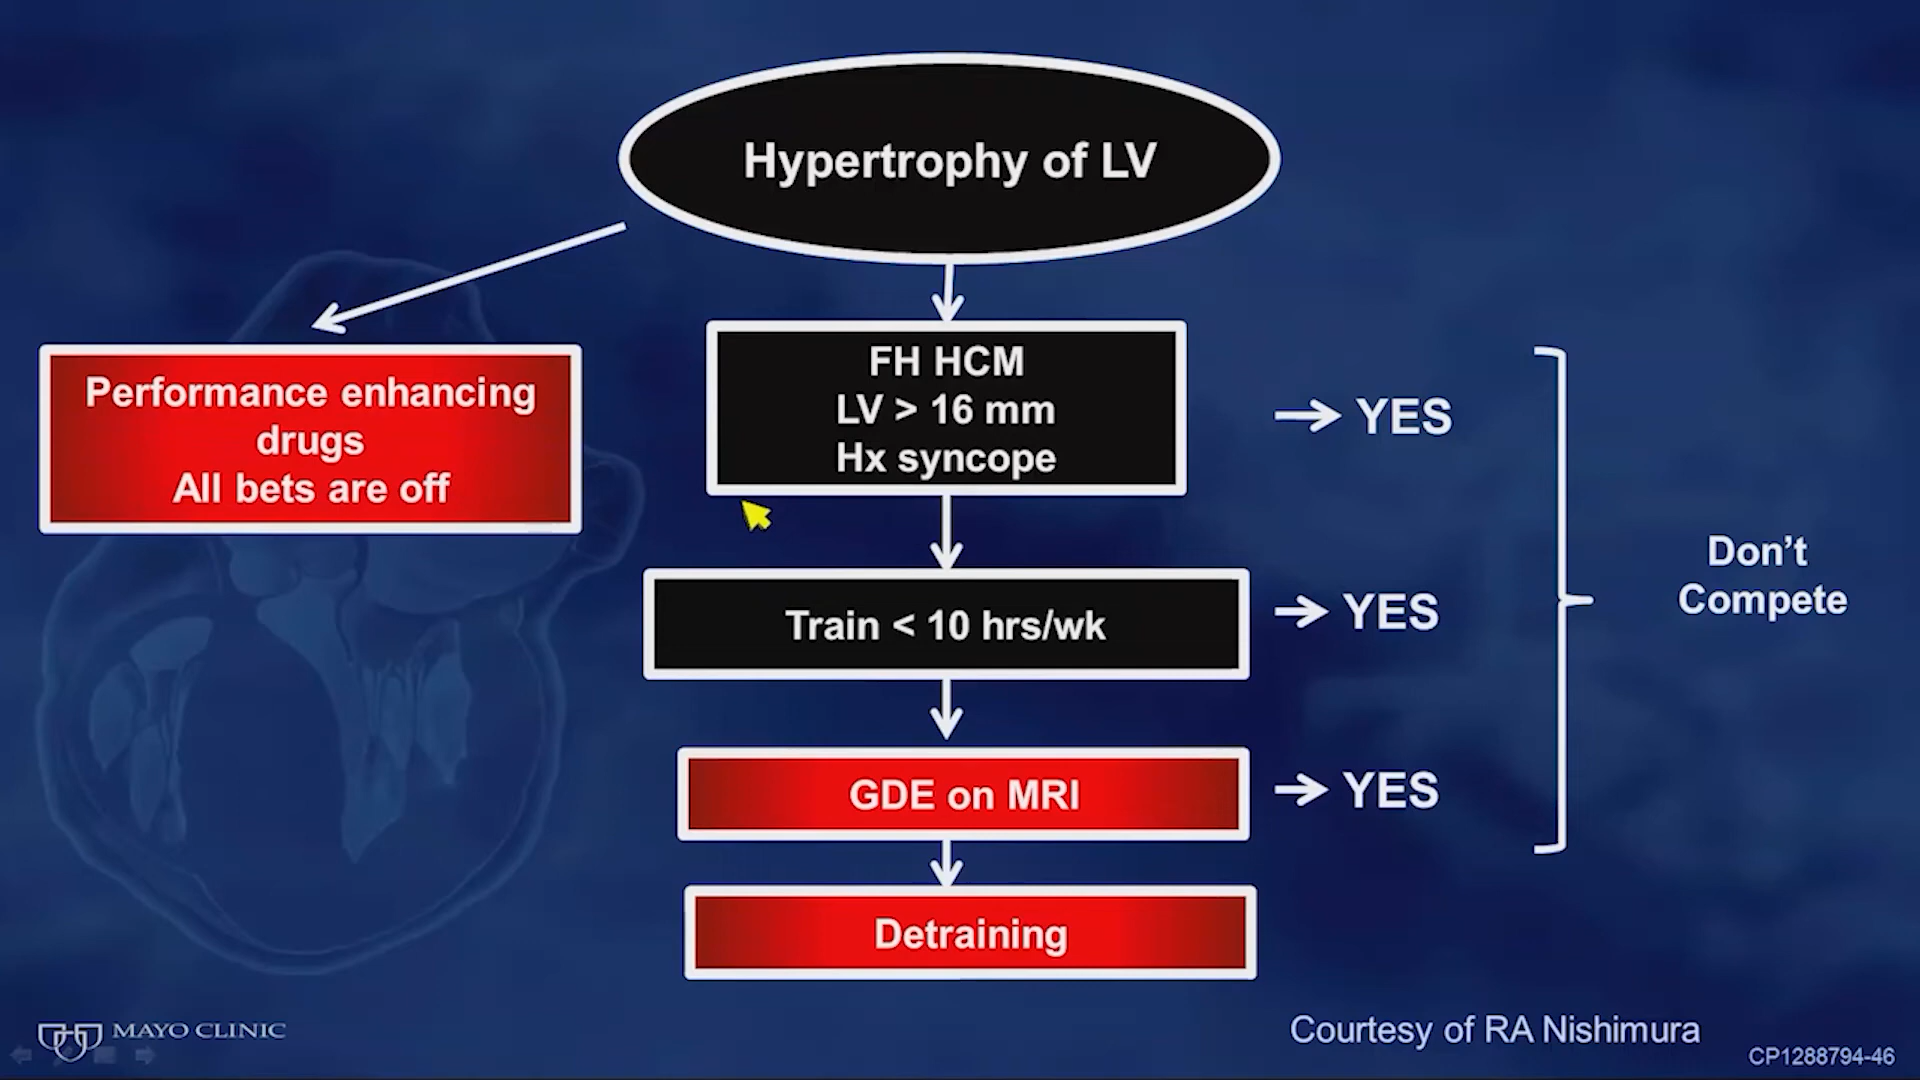 Hypertrophy of LV
Performance enhancing
drugs
All bets are off
FH HCM
LV > 16 mm
Hx syncope
→ YES
Train < 10 hrs/wk
→ YES
GDE on MRI
→ YES
Detraining
Don’t
Compete
MAYO CLINIC
Courtesy of RA Nishimura
CP1288794-46